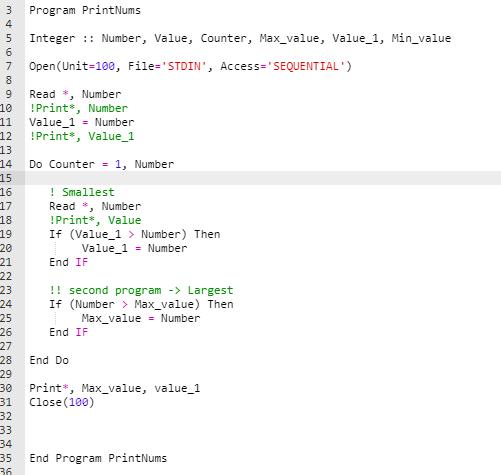 3 Program PrintNums
4
5 Integer :: Number, Value, Counter, Max_value, Value_1, Min_value
6
7 Open(Unit=100, File='STDIN', Access='SEQUENTIAL')
8
9 Read *, Number
10 !Print*, Number
11 Value_1 = Number
12 !Print*, Value_1
13
14 Do Counter = 1, Number
15
16 ! Smallest
17 Read *, Number
18 !Print*, Value
19 If (Value_1 > Number) Then
20 Value_1 = Number
21 End IF
22
23 !! second program -> Largest
24 If (Number > Max_value) Then
25 Max_value = Number
26 End IF
27
28 End Do
29
30 Print*, Max_value, value_1
31 Close(100)
32
33
34
35 End Program PrintNums
36